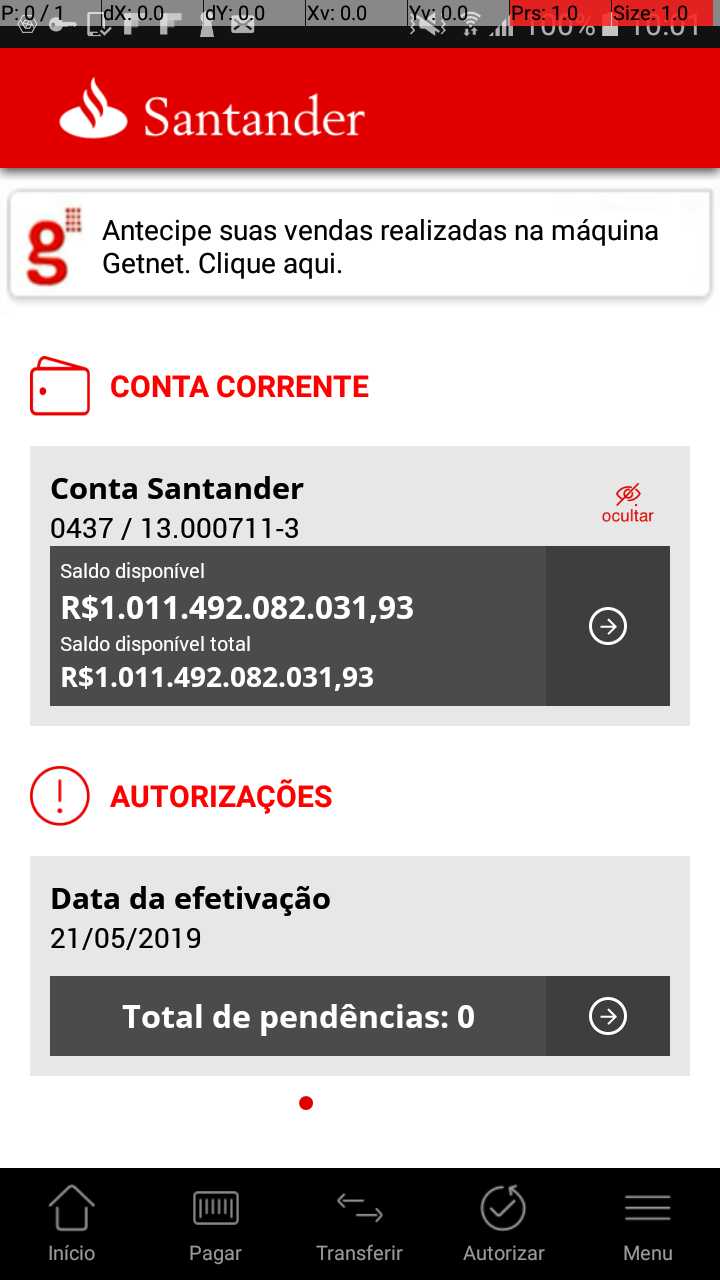 P: 0 / 1 dX: 0.0 dY: 0.0 Xv: 0.0 Yv: 0.0 Prs: 1.0 Size: 1.0
100% 10:01
Santander
g
Antecipe suas vendas realizadas na máquina
Getnet. Clique aqui.
CONTA CORRENTE
Conta Santander
ocultar
0437 / 13.000711-3
Saldo disponível
R$1.011.492.082.031,93
Saldo disponível total
R$1.011.492.082.031,93
AUTORIZAÇÕES
Data da efetivação
21/05/2019
Total de pendências: 0
Início Pagar Transferir Autorizar Menu